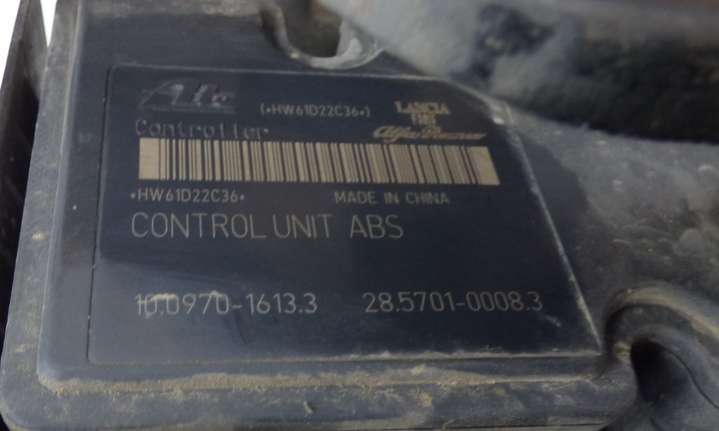 Ate (•HW61D22C36•) LANCIA
FIAT
Controller Alfa Romeo
•HW61D22C36• MADE IN CHINA
CONTROL UNIT ABS
10.0970-1613.3 28.5701-0008.3